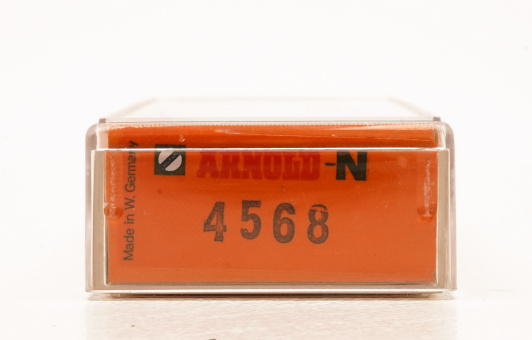 Made in W. Germany
ARNOLD-N
4568